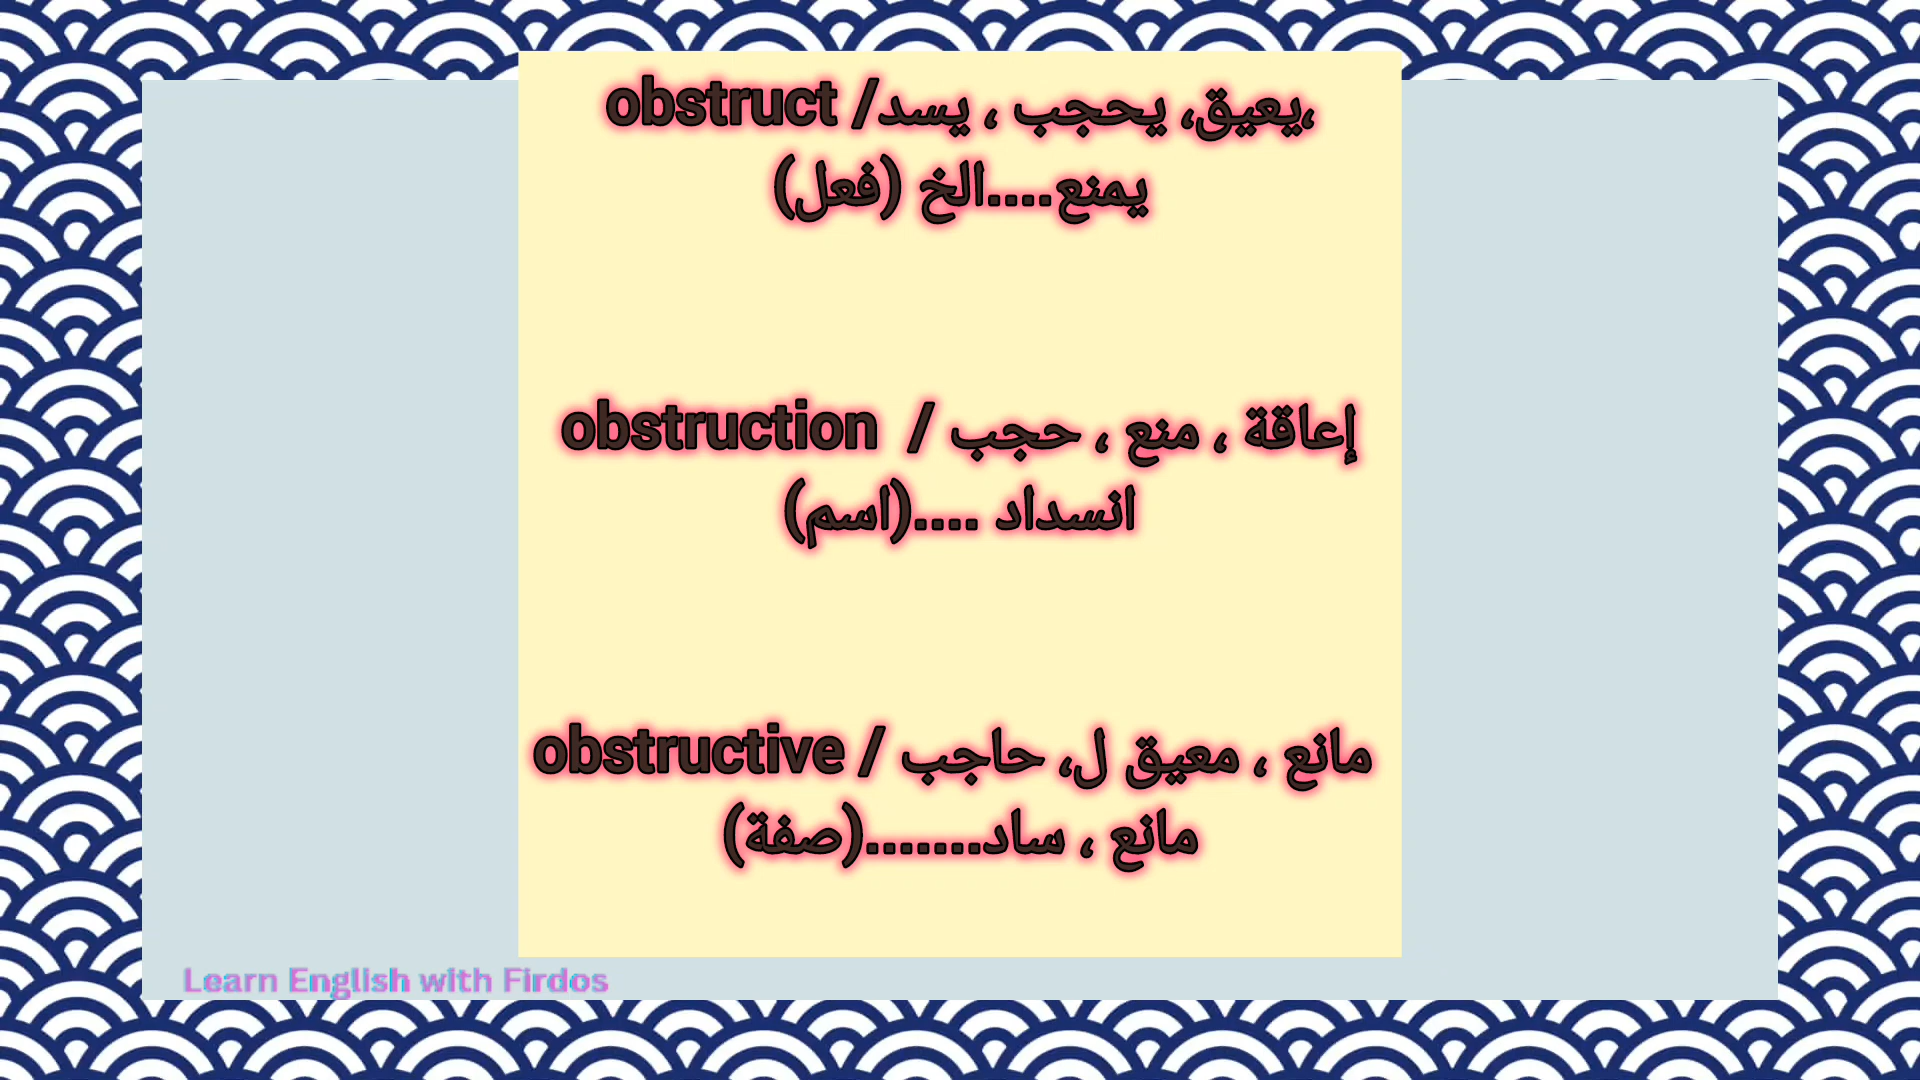 obstruct /يعيق، يحجب ، يسد،
يمنع....الخ (فعل)
obstruction / إعاقة ، منع ، حجب
انسداد ....(اسم)
obstructive / مانع ، معيق ل، حاجب
مانع ، ساد.......(صفة)
Learn English with Firdos